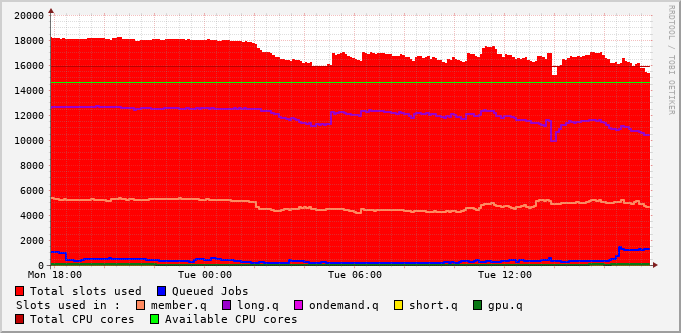 20000
18000
16000
14000
12000
10000
8000
6000
4000
2000
0
Mon 18:00 Tue 00:00 Tue 06:00 Tue 12:00
Total slots used Queued Jobs
Slots used in : member.q long.q ondemand.q short.q gpu.q
Total CPU cores Available CPU cores
RRDTOOL / TOBI OETIKER